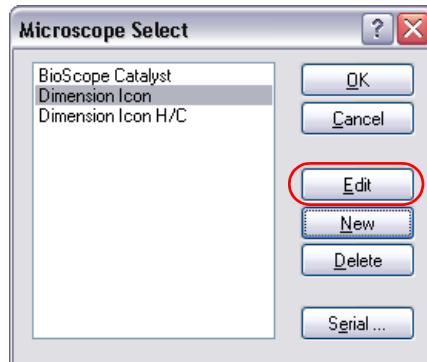 Microscope Select
BioScope Catalyst
Dimension Icon
Dimension Icon H/C
OK
Cancel
Edit
New
Delete
Serial ...